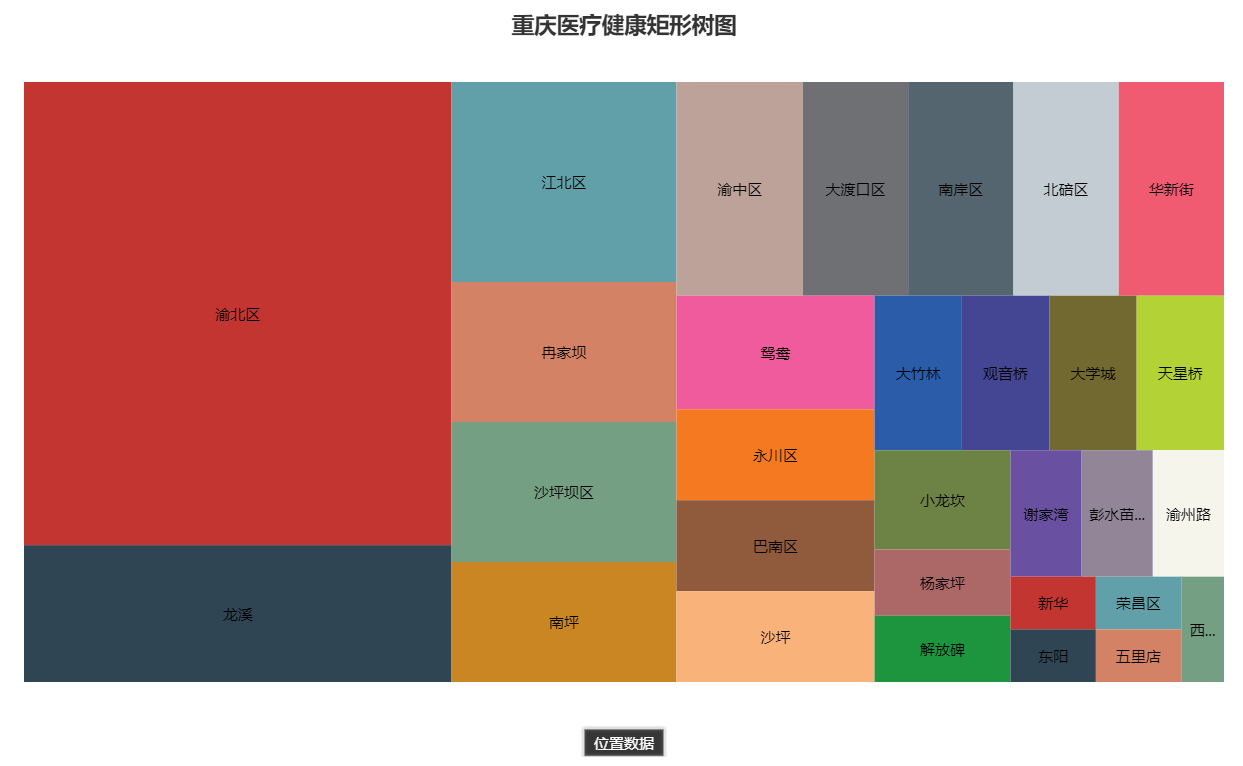 重庆医疗健康矩形树图
渝北区
龙溪
江北区
冉家坝
沙坪坝区
南坪
渝中区
大渡口区
南岸区
北碚区
华新街
鸳鸯
永川区
巴南区
沙坪
大竹林
观音桥
大学城
天星桥
小龙坎
杨家坪
解放碑
谢家湾
彭水苗...
渝州路
新华
荣昌区
东阳
五里店
西...
位置数据